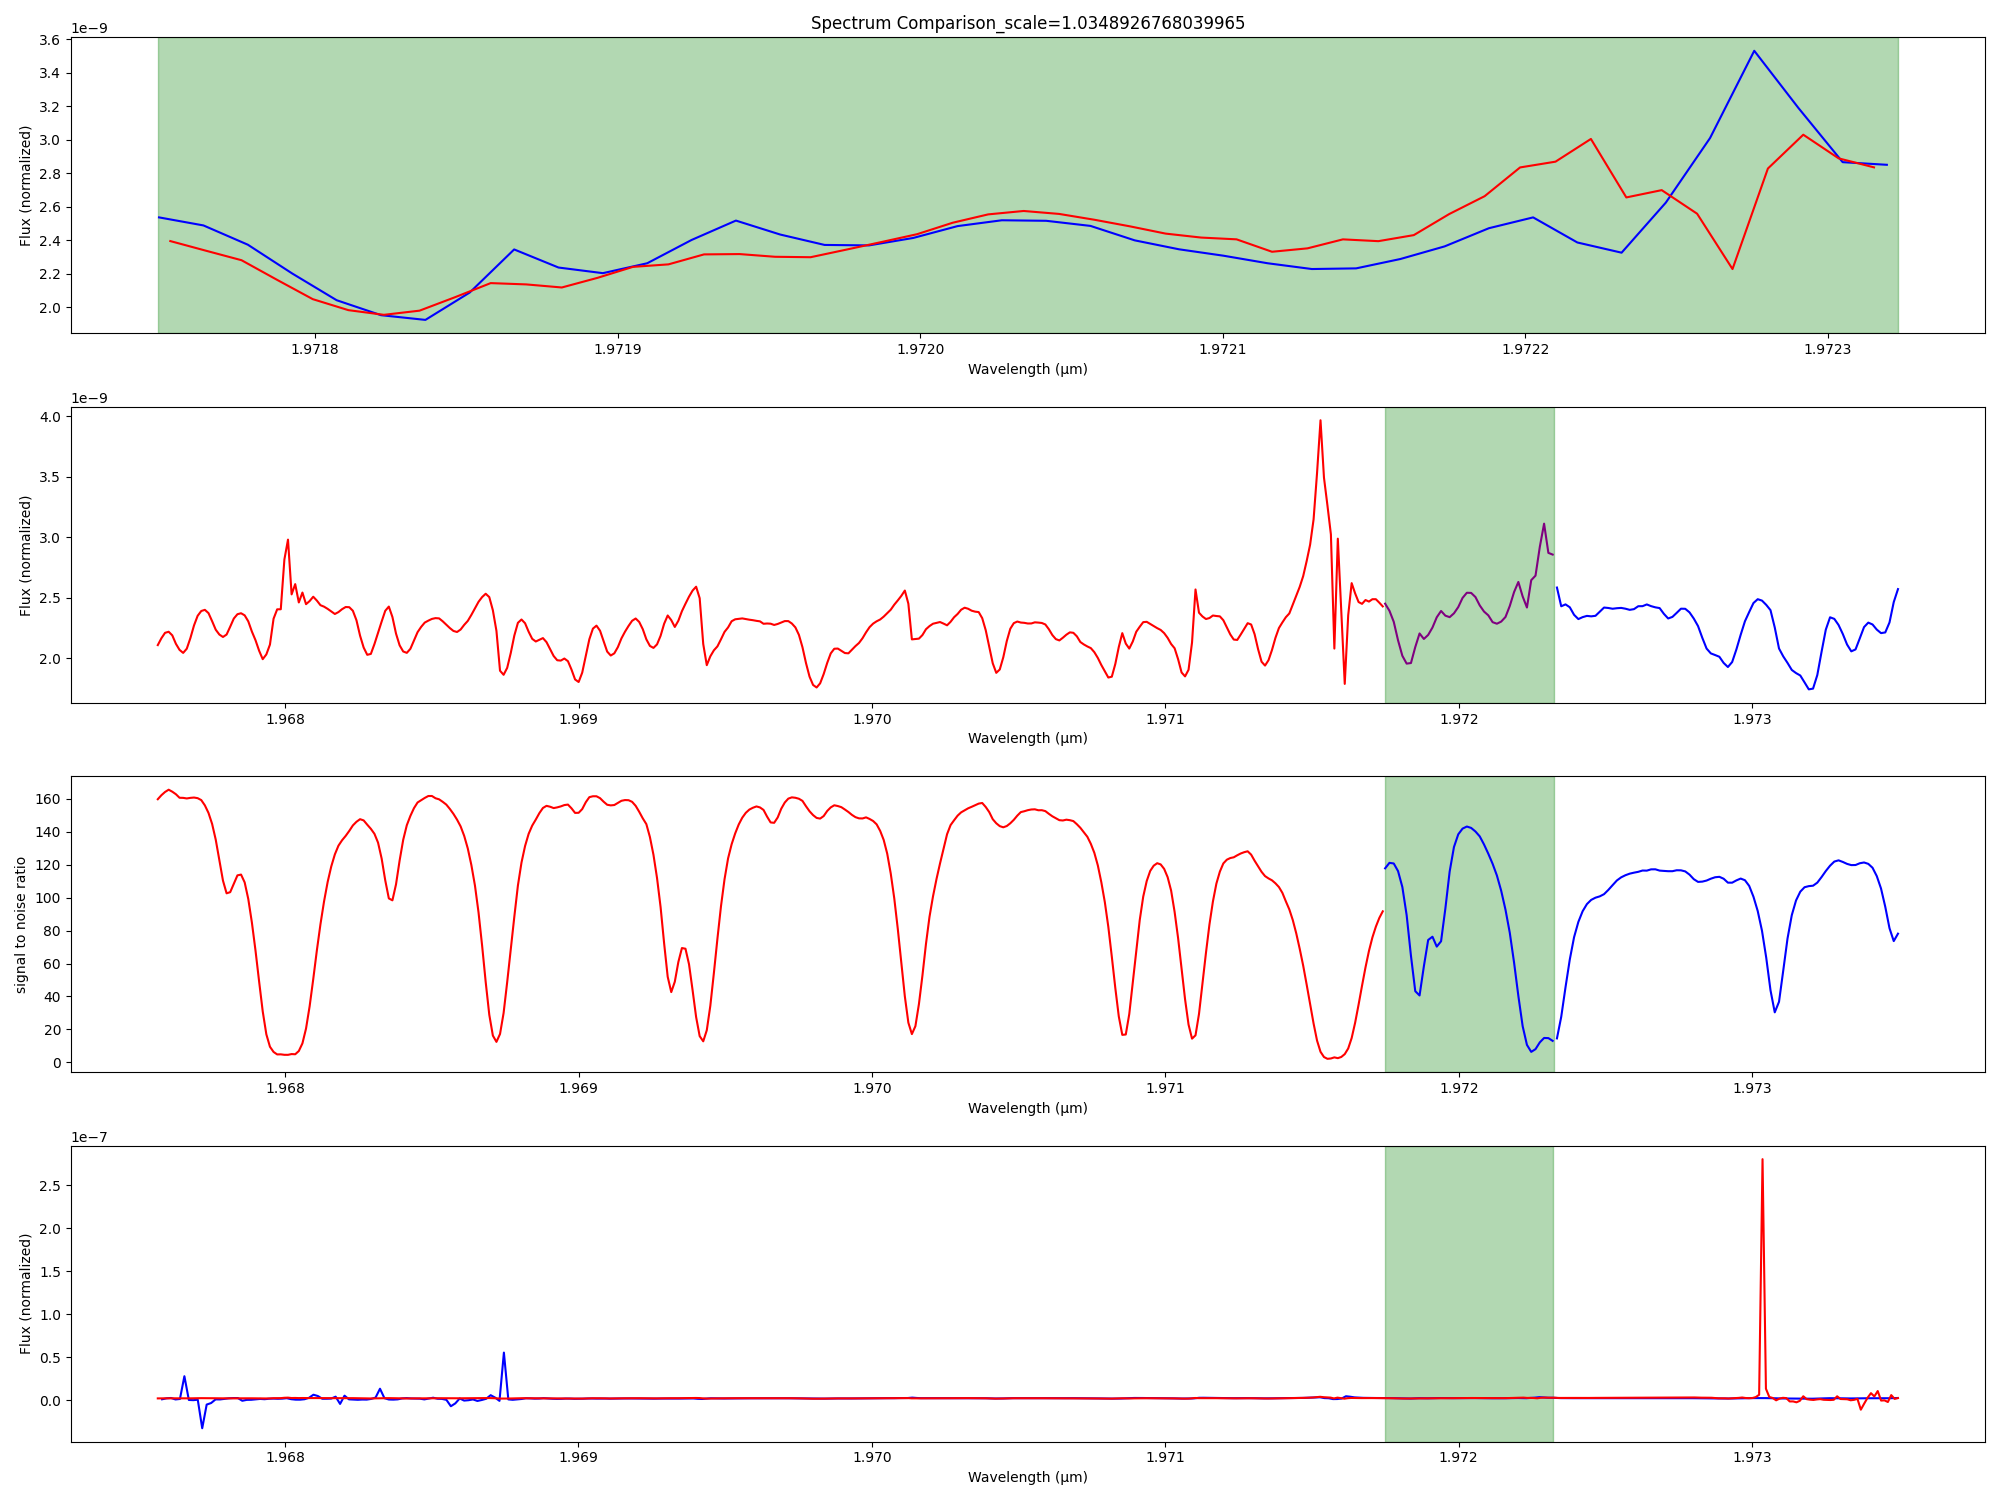 Spectrum Comparison_scale=1.0348926768039965
1e−9
3.6
3.4
3.2
3.0
2.8
2.6
2.4
2.2
2.0
Flux (normalized)
1.9718 1.9719 1.9720 1.9721 1.9722 1.9723
Wavelength (μm)
1e−9
4.0
3.5
3.0
2.5
2.0
Flux (normalized)
1.968 1.969 1.970 1.971 1.972 1.973
Wavelength (μm)
160
140
120
100
80
60
40
20
0
signal to noise ratio
1.968 1.969 1.970 1.971 1.972 1.973
Wavelength (μm)
1e−7
2.5
2.0
1.5
1.0
0.5
0.0
Flux (normalized)
1.968 1.969 1.970 1.971 1.972 1.973
Wavelength (μm)